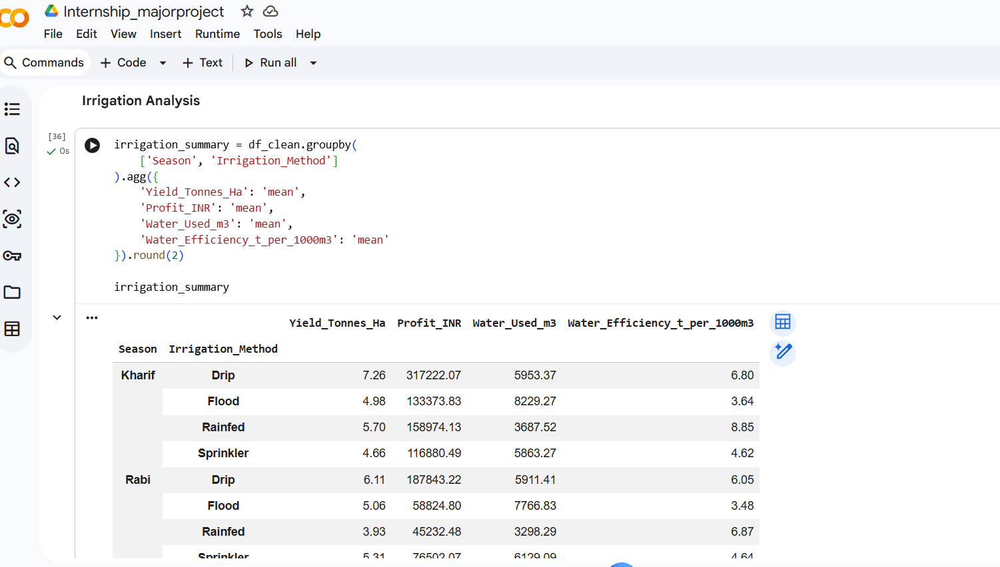 Internship_majorproject
File Edit View Insert Runtime Tools Help
Commands + Code + Text Run all
Irrigation Analysis
[36]
0s
irrigation_summary = df_clean.groupby(
    ['Season', 'Irrigation_Method']
).agg({
    'Yield_Tonnes_Ha': 'mean',
    'Profit_INR': 'mean',
    'Water_Used_m3': 'mean',
    'Water_Efficiency_t_per_1000m3': 'mean'
}).round(2)
irrigation_summary
Yield_Tonnes_Ha Profit_INR Water_Used_m3 Water_Efficiency_t_per_1000m3
Season Irrigation_Method
Kharif Drip 7.26 317222.07 5953.37 6.80
Flood 4.98 133373.83 8229.27 3.64
Rainfed 5.70 158974.13 3687.52 8.85
Sprinkler 4.66 116880.49 5863.27 4.62
Rabi Drip 6.11 187843.22 5911.41 6.05
Flood 5.06 58824.80 7766.83 3.48
Rainfed 3.93 45232.48 3298.29 6.87
Sprinkler 5.31 76502.07 6129.09 4.64